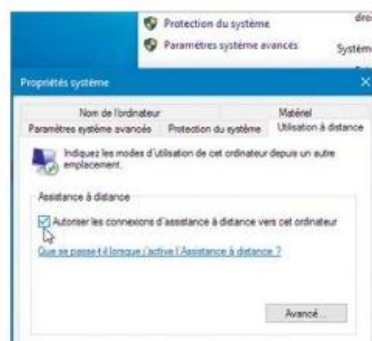 Protection du système
Paramètres système avancés
Système
Propriétés système
Nom de l'ordinateur
Matériel
Paramètres système avancés
Protection du système
Utilisation à distance
Indiquez les modes d'utilisation de cet ordinateur depuis un autre
emplacement.
Assistance à distance
Autoriser les connexions d'assistance à distance vers cet ordinateur
Que se passe-t-il lorsque j'active l'Assistance à distance ?
Avancé...